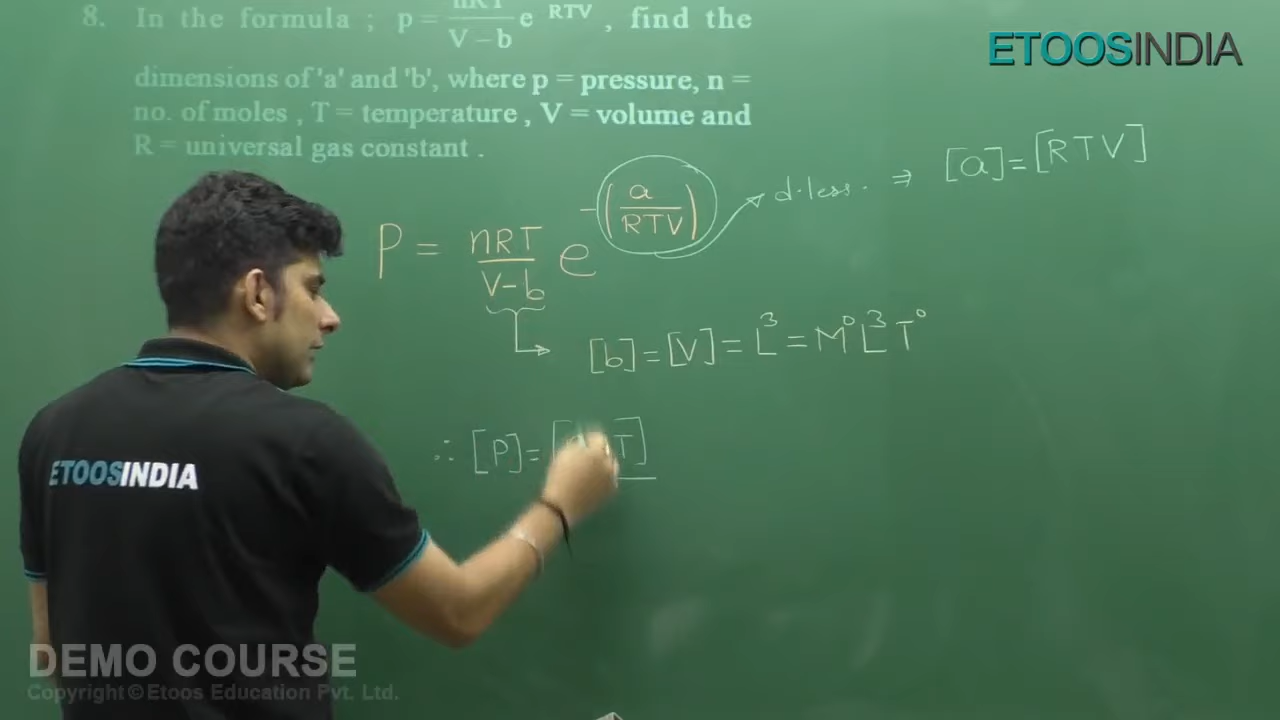 8. In the formula ; p = nRT / V – b e RTV , find the
dimensions of 'a' and 'b', where p = pressure, n =
no. of moles , T = temperature , V = volume and
R = universal gas constant .
ETOOSINDIA
P = nRT / V-b e -(a / RTV) d.less. ⇒ [a] = [RTV]
[b] = [V] = L³ = M⁰L³T⁰
∴ [P] =
ETOOSINDIA
DEMO COURSE
Copyright © Etoos Education Pvt. Ltd.